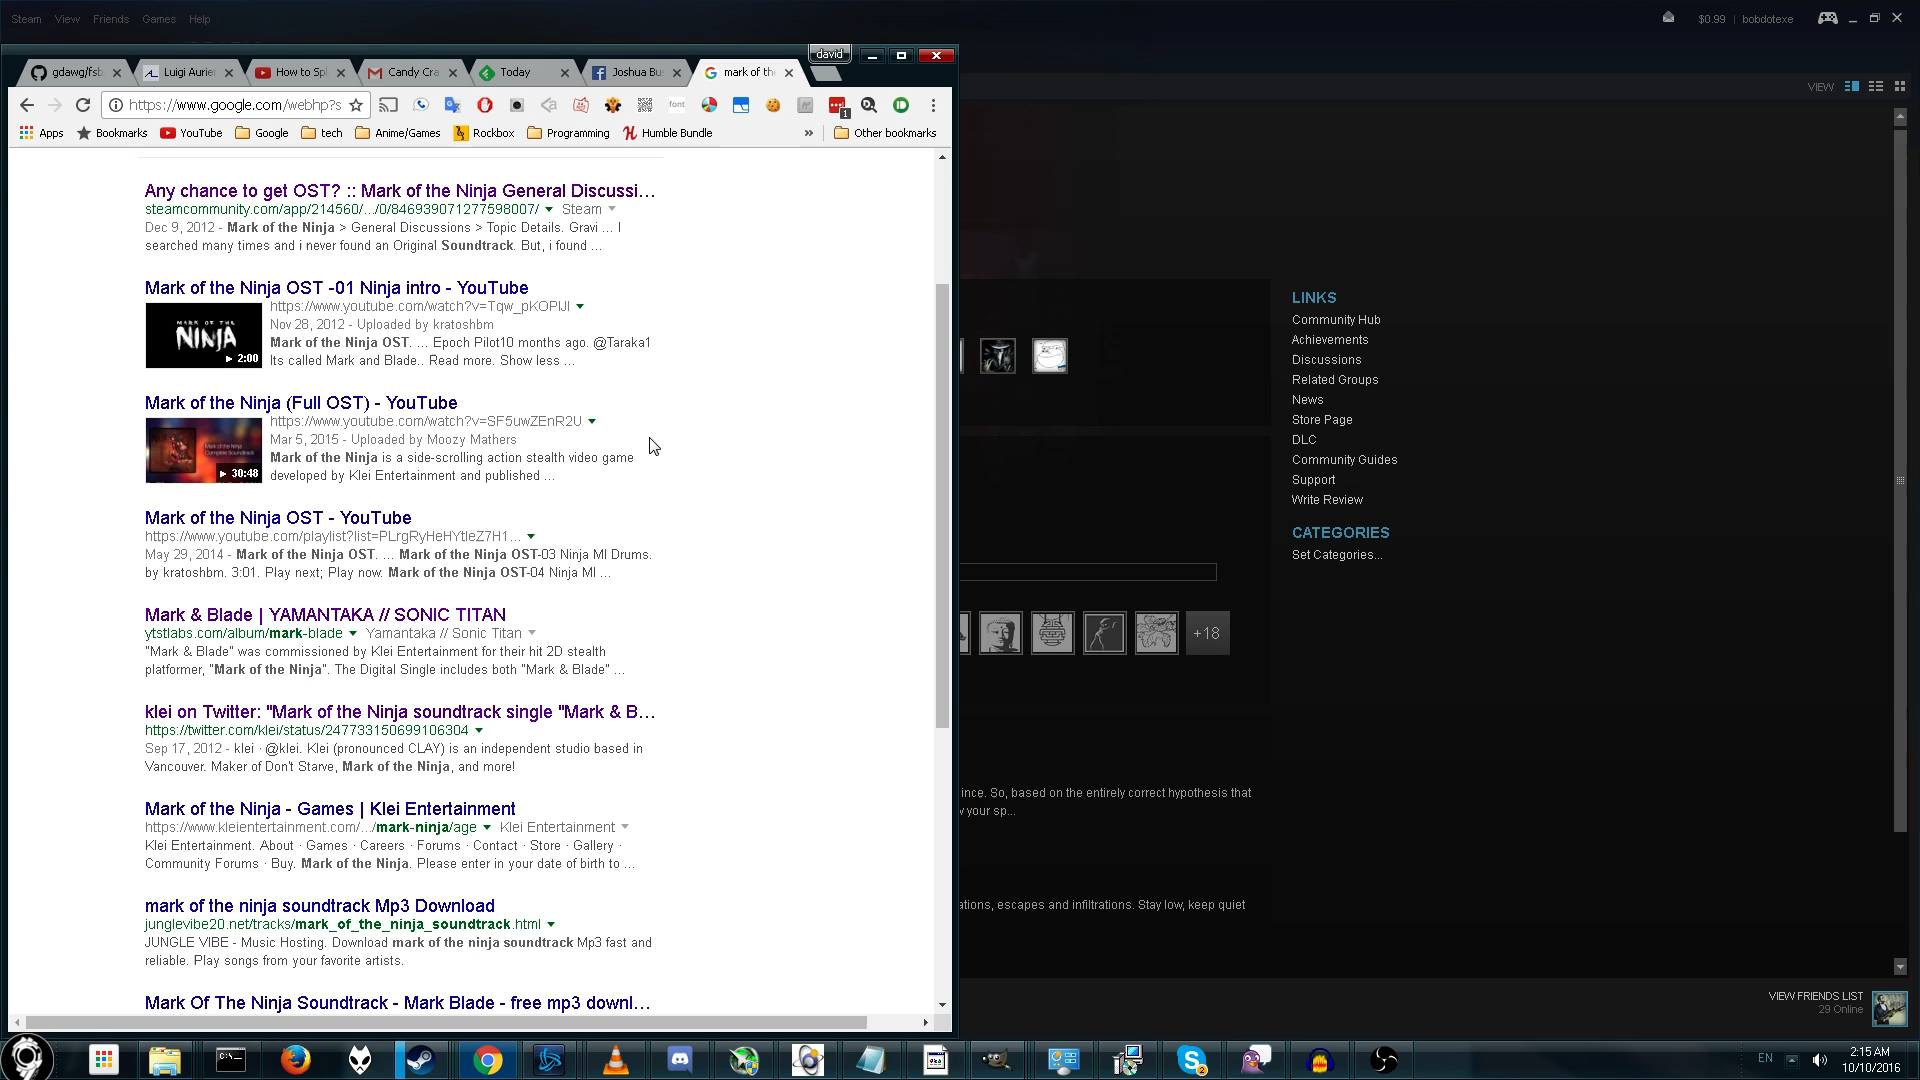 Steam View Friends Games Help
$0.99 | bobdotexe
david
gdawg/fsb
Luigi Aurie
How to Spl
Candy Cra
Today
Joshua Bu
mark of th
https://www.google.com/webhp?s
font
1
VIEW
Apps Bookmarks YouTube Google tech Anime/Games Rockbox Programming Humble Bundle » Other bookmarks
Any chance to get OST? :: Mark of the Ninja General Discussi...
steamcommunity.com/app/214560/.../0/846939071277598007/ Steam
Dec 9, 2012 - Mark of the Ninja > General Discussions > Topic Details. Gravi ... I
searched many times and i never found an Original Soundtrack. But, i found ...
Mark of the Ninja OST -01 Ninja intro - YouTube
https://www.youtube.com/watch?v=Tqw_pKOPlJI
Nov 28, 2012 - Uploaded by kratoshbm
Mark of the Ninja OST. ... Epoch Pilot10 months ago. @Taraka1
Its called Mark and Blade.. Read more. Show less ...
MARK OF THE
NINJA
2:00
Mark of the Ninja (Full OST) - YouTube
https://www.youtube.com/watch?v=SF5uwZEnR2U
Mar 5, 2015 - Uploaded by Moozy Mathers
Mark of the Ninja is a side-scrolling action stealth video game
developed by Klei Entertainment and published ...
Mark of the Ninja
Complete Soundtrack
30:48
Mark of the Ninja OST - YouTube
https://www.youtube.com/playlist?list=PLrgRyHeHYtleZ7H1...
May 29, 2014 - Mark of the Ninja OST. ... Mark of the Ninja OST-03 Ninja MI Drums.
by kratoshbm. 3:01. Play next; Play now. Mark of the Ninja OST-04 Ninja MI ...
Mark & Blade | YAMANTAKA // SONIC TITAN
ytstlabs.com/album/mark-blade Yamantaka // Sonic Titan
"Mark & Blade" was commissioned by Klei Entertainment for their hit 2D stealth
platformer, "Mark of the Ninja". The Digital Single includes both "Mark & Blade" ...
klei on Twitter: "Mark of the Ninja soundtrack single "Mark & B...
https://twitter.com/klei/status/247733150699106304
Sep 17, 2012 - klei · @klei. Klei (pronounced CLAY) is an independent studio based in
Vancouver. Maker of Don't Starve, Mark of the Ninja, and more!
Mark of the Ninja - Games | Klei Entertainment
https://www.kleientertainment.com/.../mark-ninja/age Klei Entertainment
Klei Entertainment. About · Games · Careers · Forums · Contact · Store · Gallery ·
Community Forums · Buy. Mark of the Ninja. Please enter in your date of birth to ...
mark of the ninja soundtrack Mp3 Download
junglevibe20.net/tracks/mark_of_the_ninja_soundtrack.html
JUNGLE VIBE - Music Hosting. Download mark of the ninja soundtrack Mp3 fast and
reliable. Play songs from your favorite artists.
Mark Of The Ninja Soundtrack - Mark Blade - free mp3 downl...
LINKS
Community Hub
Achievements
Discussions
Related Groups
News
Store Page
DLC
Community Guides
Support
Write Review
CATEGORIES
Set Categories...
+18
ince. So, based on the entirely correct hypothesis that
your sp...
ations, escapes and infiltrations. Stay low, keep quiet
VIEW FRIENDS LIST
29 Online
2
EN
2:15 AM
10/10/2016